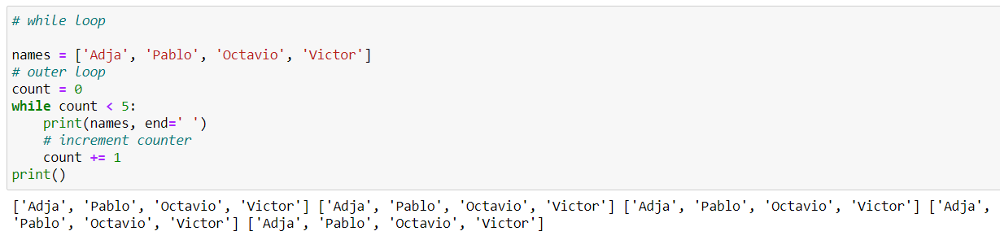 # while loop
names = ['Adja', 'Pablo', 'Octavio', 'Victor']
# outer loop
count = 0
while count < 5:
    print(names, end=' ')
    # increment counter
    count += 1
print()
['Adja', 'Pablo', 'Octavio', 'Victor'] ['Adja', 'Pablo', 'Octavio', 'Victor'] ['Adja', 'Pablo', 'Octavio', 'Victor'] ['Adja',
'Pablo', 'Octavio', 'Victor'] ['Adja', 'Pablo', 'Octavio', 'Victor']